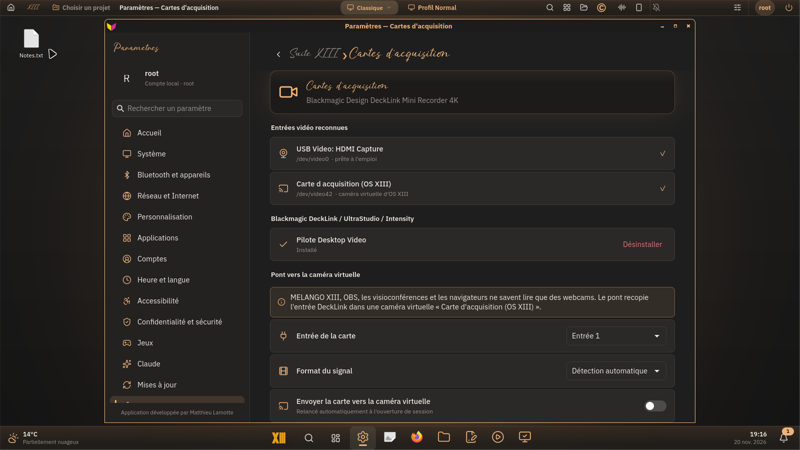 XIII
Choisir un projet
Paramètres — Cartes d'acquisition
Classique
Profil Normal
root
Notes.txt
Paramètres — Cartes d'acquisition
Paramètres
R
root
Compte local · root
Rechercher un paramètre
Accueil
Système
Bluetooth et appareils
Réseau et Internet
Personnalisation
Applications
Comptes
Heure et langue
Accessibilité
Confidentialité et sécurité
Jeux
Claude
Mises à jour
Application développée par Matthieu Lamotte
Suite XIII
Cartes d'acquisition
Cartes d'acquisition
Blackmagic Design DeckLink Mini Recorder 4K
Entrées vidéo reconnues
USB Video: HDMI Capture
/dev/video0 · prête à l'emploi
Carte d acquisition (OS XIII)
/dev/video42 · caméra virtuelle d'OS XIII
Blackmagic DeckLink / UltraStudio / Intensity
Pilote Desktop Video
Installé
Désinstaller
Pont vers la caméra virtuelle
MELANGO XIII, OBS, les visioconférences et les navigateurs ne savent lire que des webcams. Le pont recopie
l'entrée DeckLink dans une caméra virtuelle « Carte d'acquisition (OS XIII) ».
Entrée de la carte
Entrée 1
Format du signal
Détection automatique
Envoyer la carte vers la caméra virtuelle
Relancé automatiquement à l'ouverture de session
14°C
Partiellement nuageux
XIII
19:16
20 nov. 2026
1